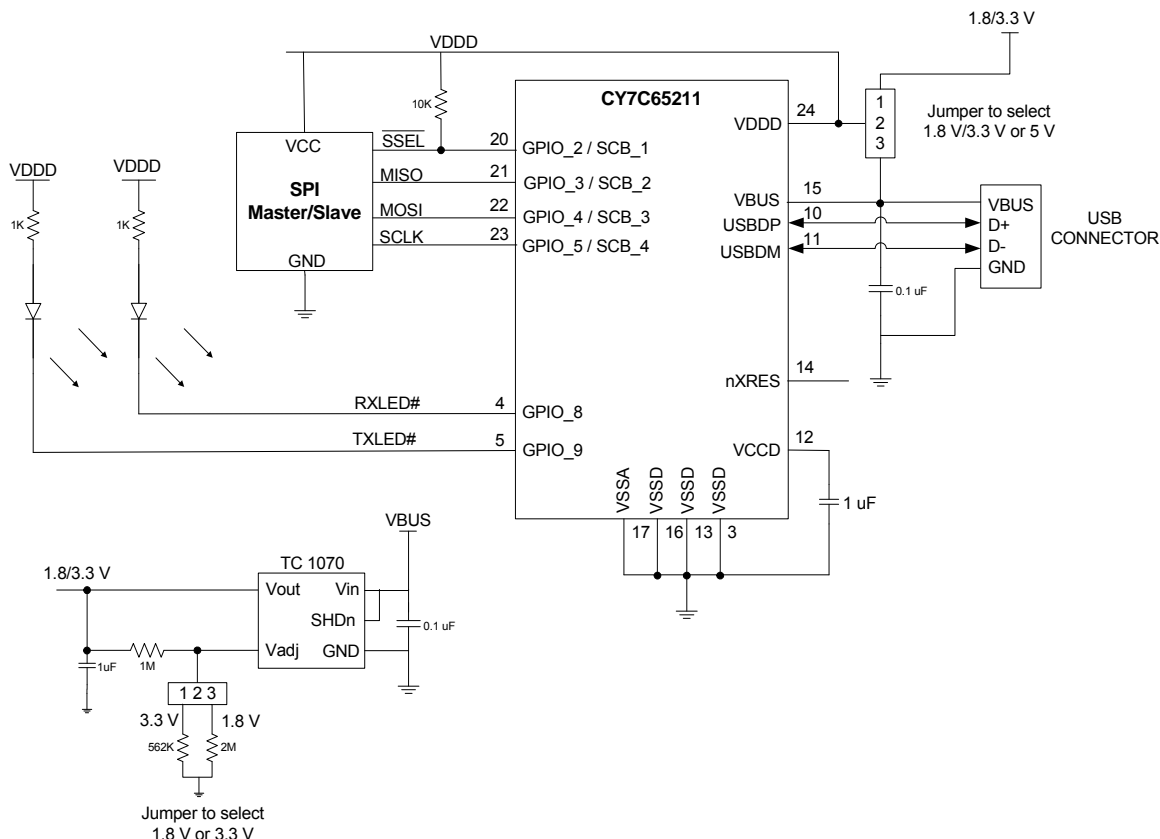 1.8/3.3 V
VDDD
CY7C65211
10K
VDDD
24
1
2
3
Jumper to select
1.8 V/3.3 V or 5 V
VCC
SPI
Master/Slave
GND
SSEL
MISO
MOSI
SCLK
20
21
22
23
GPIO_2 / SCB_1
GPIO_3 / SCB_2
GPIO_4 / SCB_3
GPIO_5 / SCB_4
VDDD
VDDD
1K
1K
VBUS
USBDP
USBDM
15
10
11
VBUS
D+
D-
GND
USB
CONNECTOR
0.1 uF
nXRES
14
RXLED#
4
GPIO_8
TXLED#
5
GPIO_9
VCCD
12
1 uF
VSSA
VSSD
VSSD
VSSD
17
16
13
3
VBUS
TC 1070
1.8/3.3 V
Vout
Vin
SHDn
Vadj
GND
0.1 uF
1uF
1M
1 2 3
3.3 V
1.8 V
562K
2M
Jumper to select
1.8 V or 3.3 V